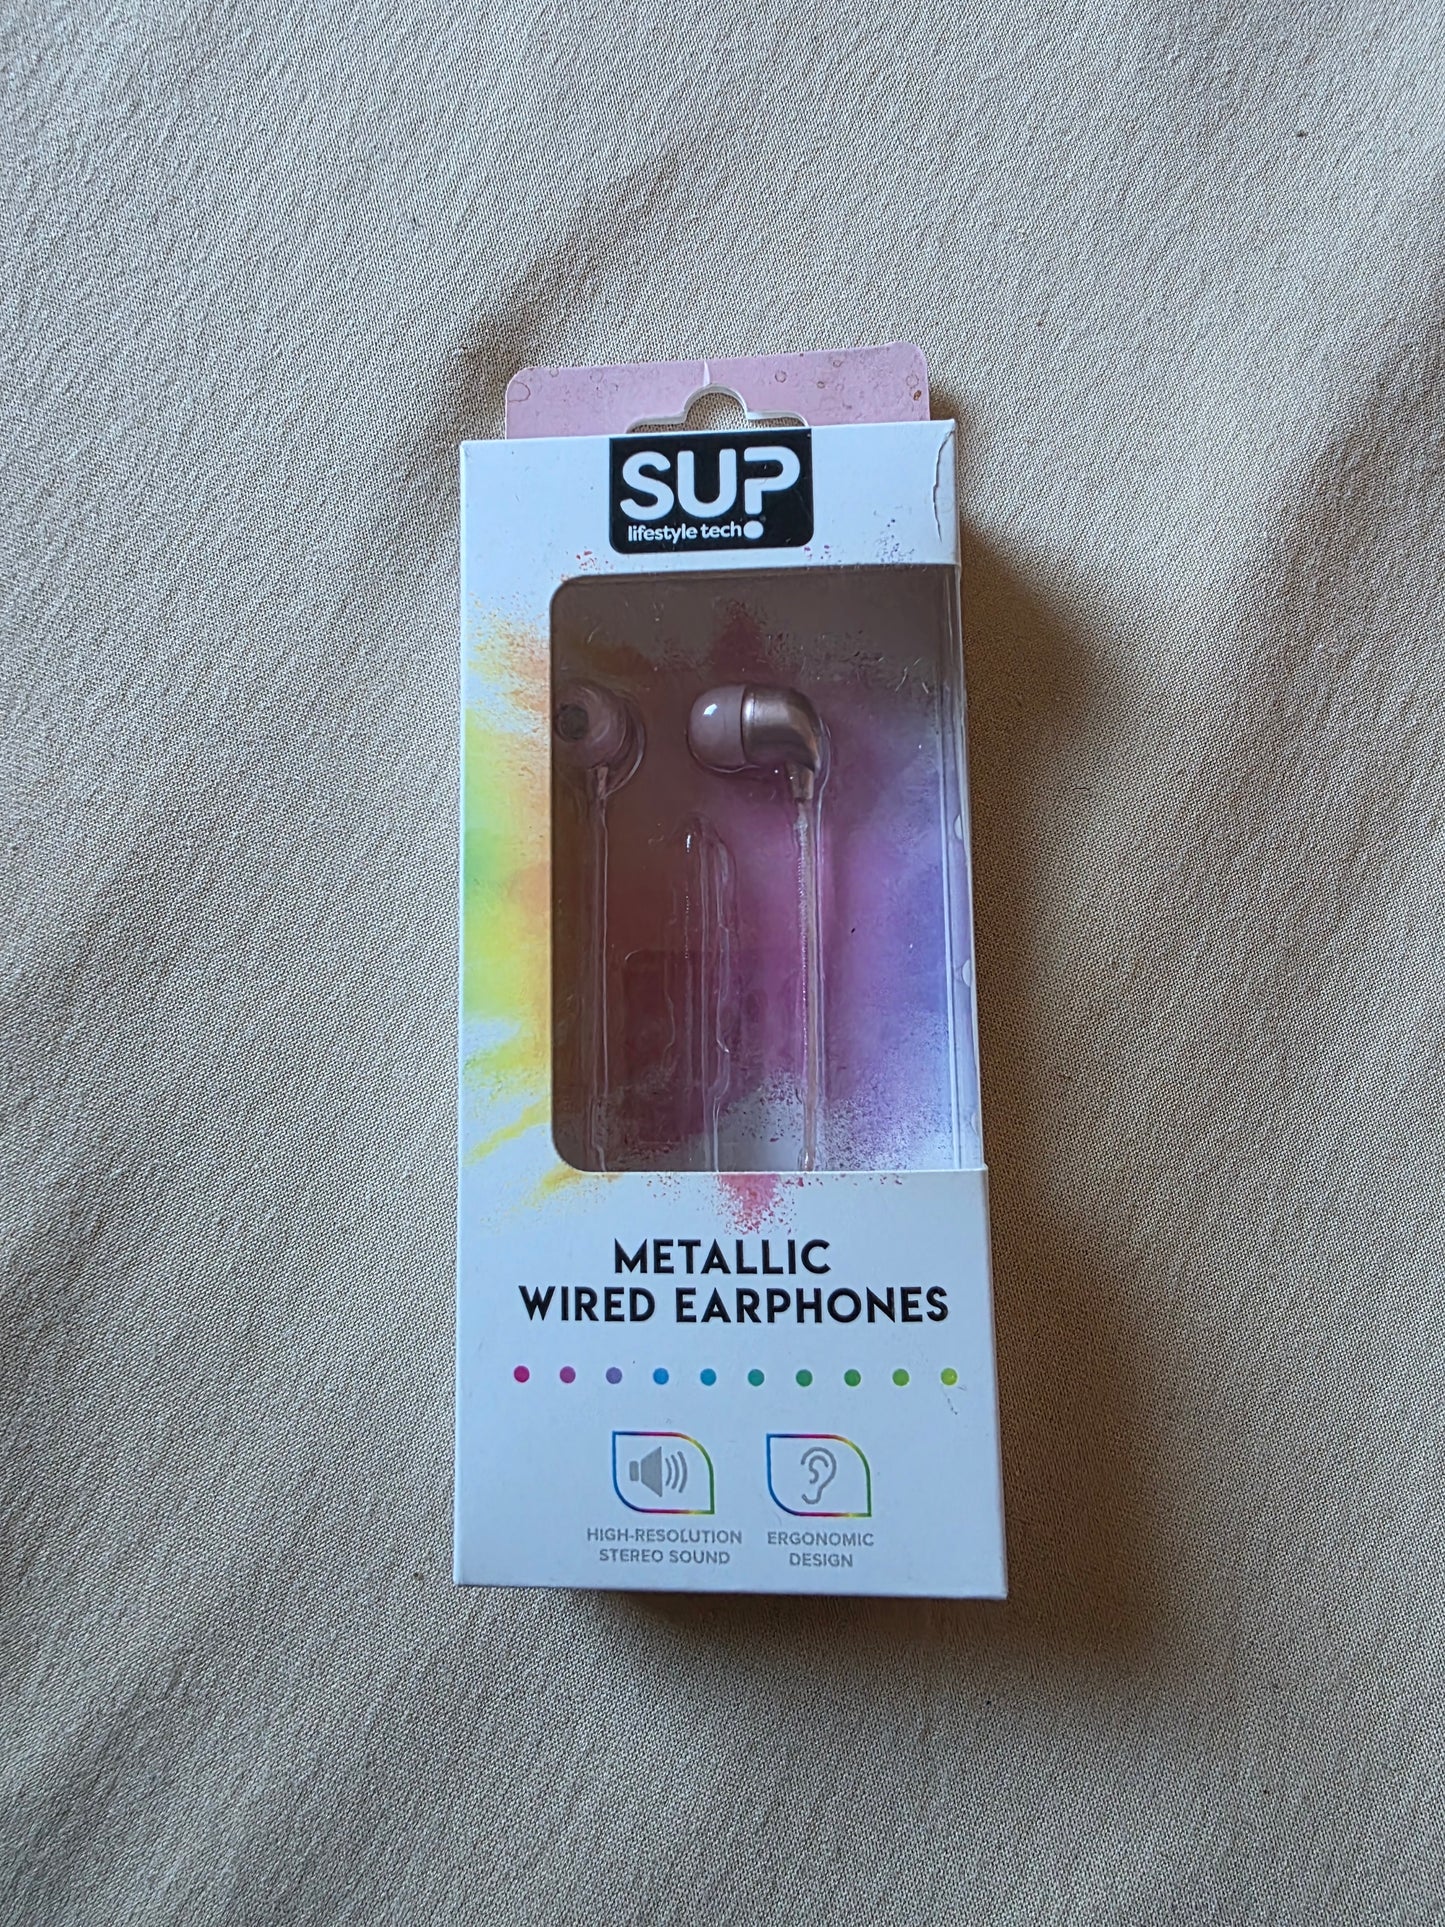 SUP
lifestyle tech
METALLIC
WIRED EARPHONES
HIGH-RESOLUTION
STEREO SOUND
ERGONOMIC
DESIGN